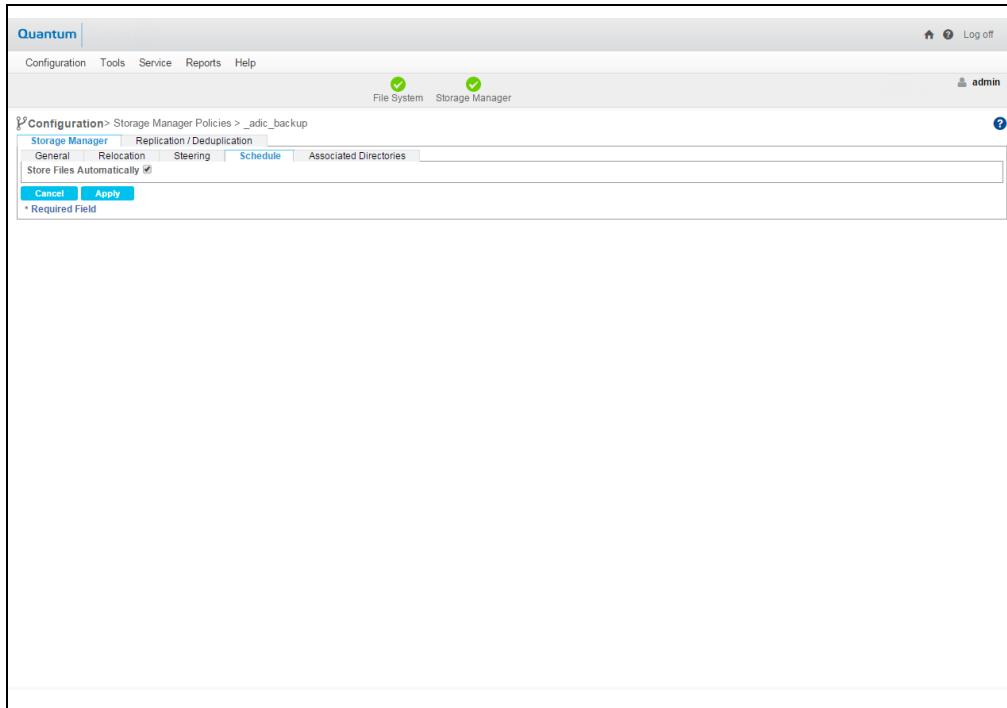 Quantum
Log off
Configuration Tools Service Reports Help
admin
File System Storage Manager
Configuration> Storage Manager Policies > _adic_backup
Storage Manager Replication / Deduplication
General Relocation Steering Schedule Associated Directories
Store Files Automatically
Cancel Apply
* Required Field